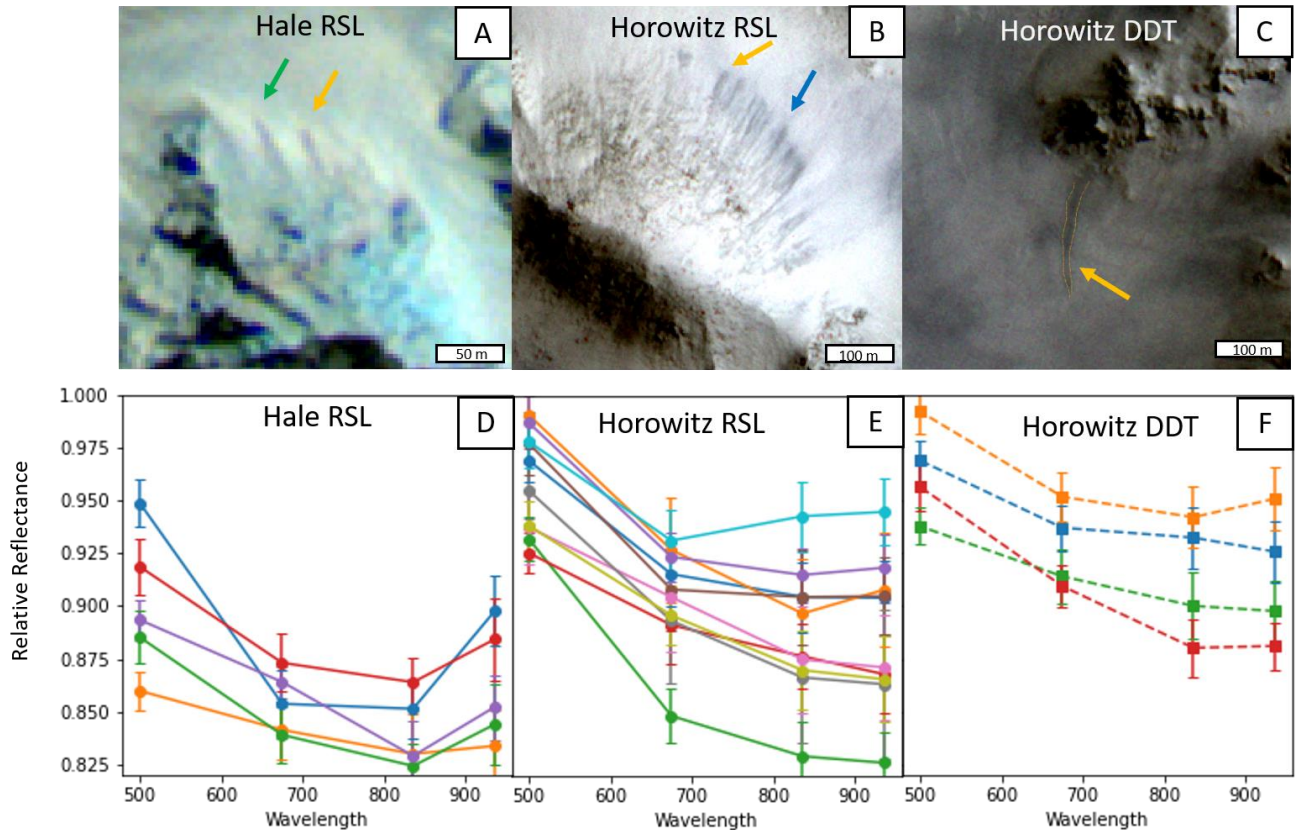 Hale RSL
A
50 m
Horowitz RSL
B
100 m
Horowitz DDT
C
100 m
Relative Reflectance
1.000
0.975
0.950
0.925
0.900
0.875
0.850
0.825
Hale RSL
D
500 600 700 800 900
Wavelength
Horowitz RSL
E
500 600 700 800 900
Wavelength
Horowitz DDT
F
500 600 700 800 900
Wavelength